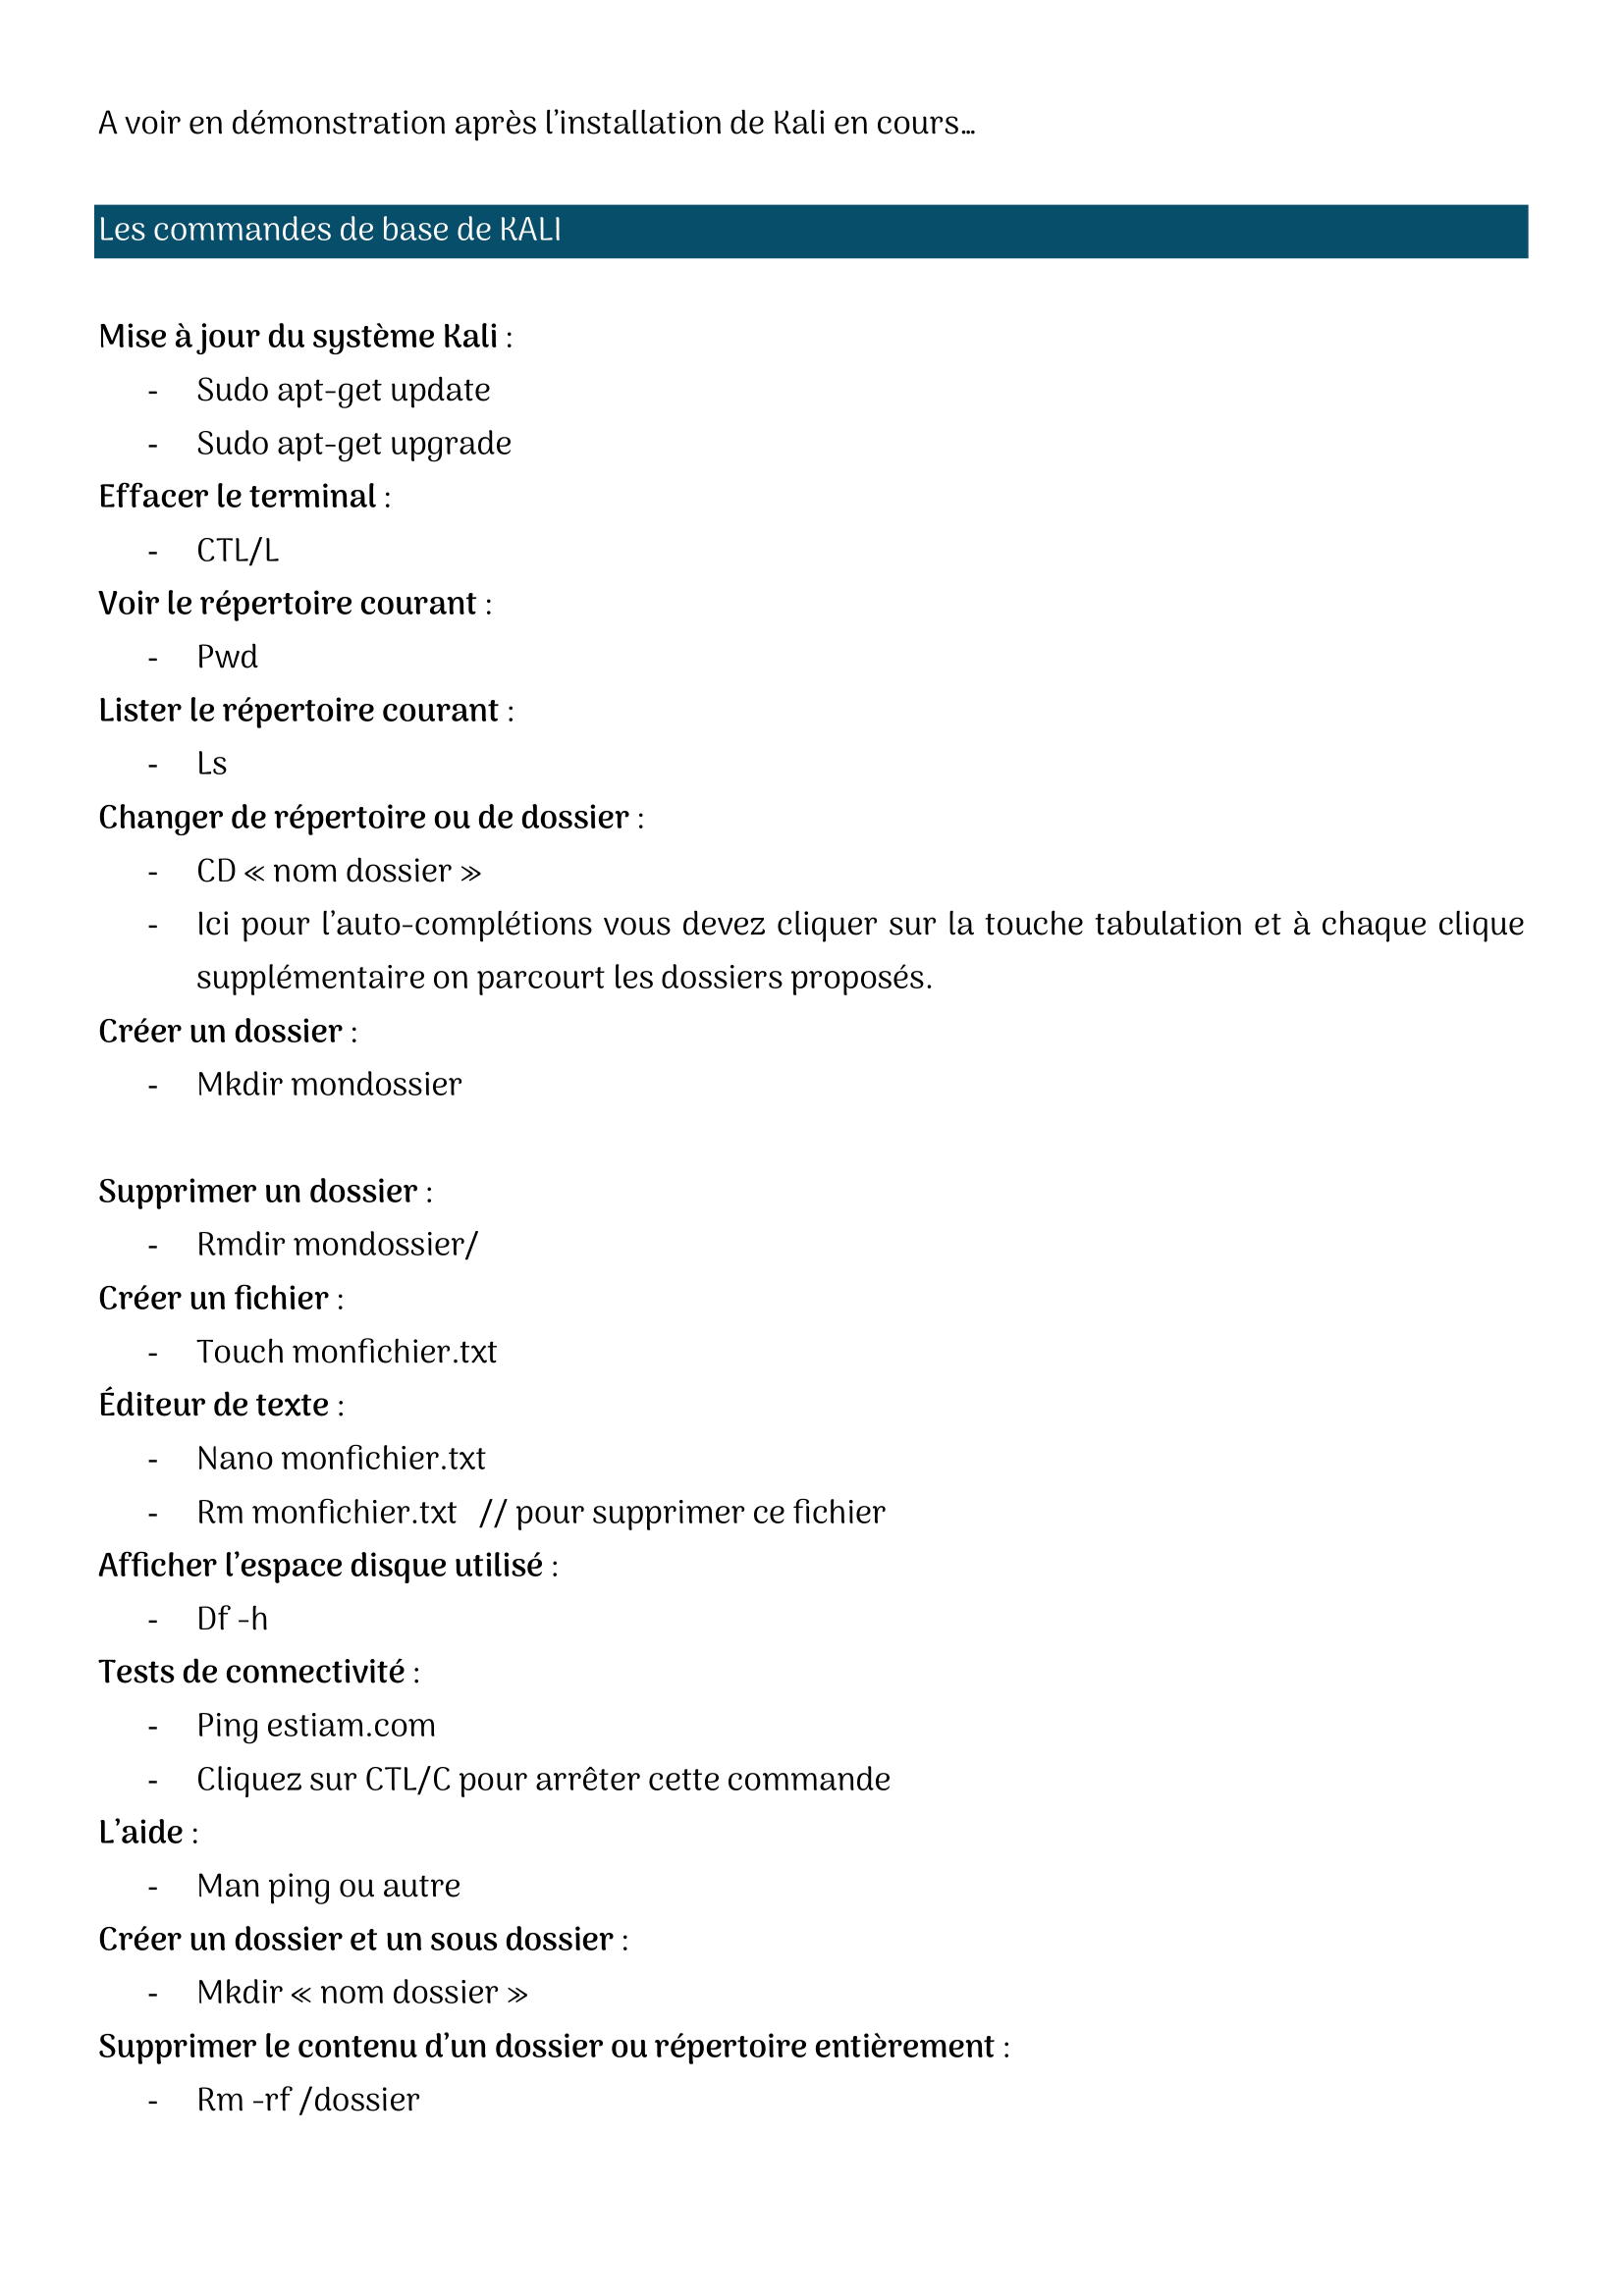 A voir en démonstration après l’installation de Kali en cours…
Les commandes de base de KALI
Mise à jour du système Kali :
- Sudo apt-get update
- Sudo apt-get upgrade
Effacer le terminal :
- CTL/L
Voir le répertoire courant :
- Pwd
Lister le répertoire courant :
- Ls
Changer de répertoire ou de dossier :
- CD « nom dossier »
- Ici pour l’auto-complétions vous devez cliquer sur la touche tabulation et à chaque clique
supplémentaire on parcourt les dossiers proposés.
Créer un dossier :
- Mkdir mondossier
Supprimer un dossier :
- Rmdir mondossier/
Créer un fichier :
- Touch monfichier.txt
Éditeur de texte :
- Nano monfichier.txt
- Rm monfichier.txt // pour supprimer ce fichier
Afficher l’espace disque utilisé :
- Df -h
Tests de connectivité :
- Ping estiam.com
- Cliquez sur CTL/C pour arrêter cette commande
L’aide :
- Man ping ou autre
Créer un dossier et un sous dossier :
- Mkdir « nom dossier »
Supprimer le contenu d’un dossier ou répertoire entièrement :
- Rm -rf /dossier